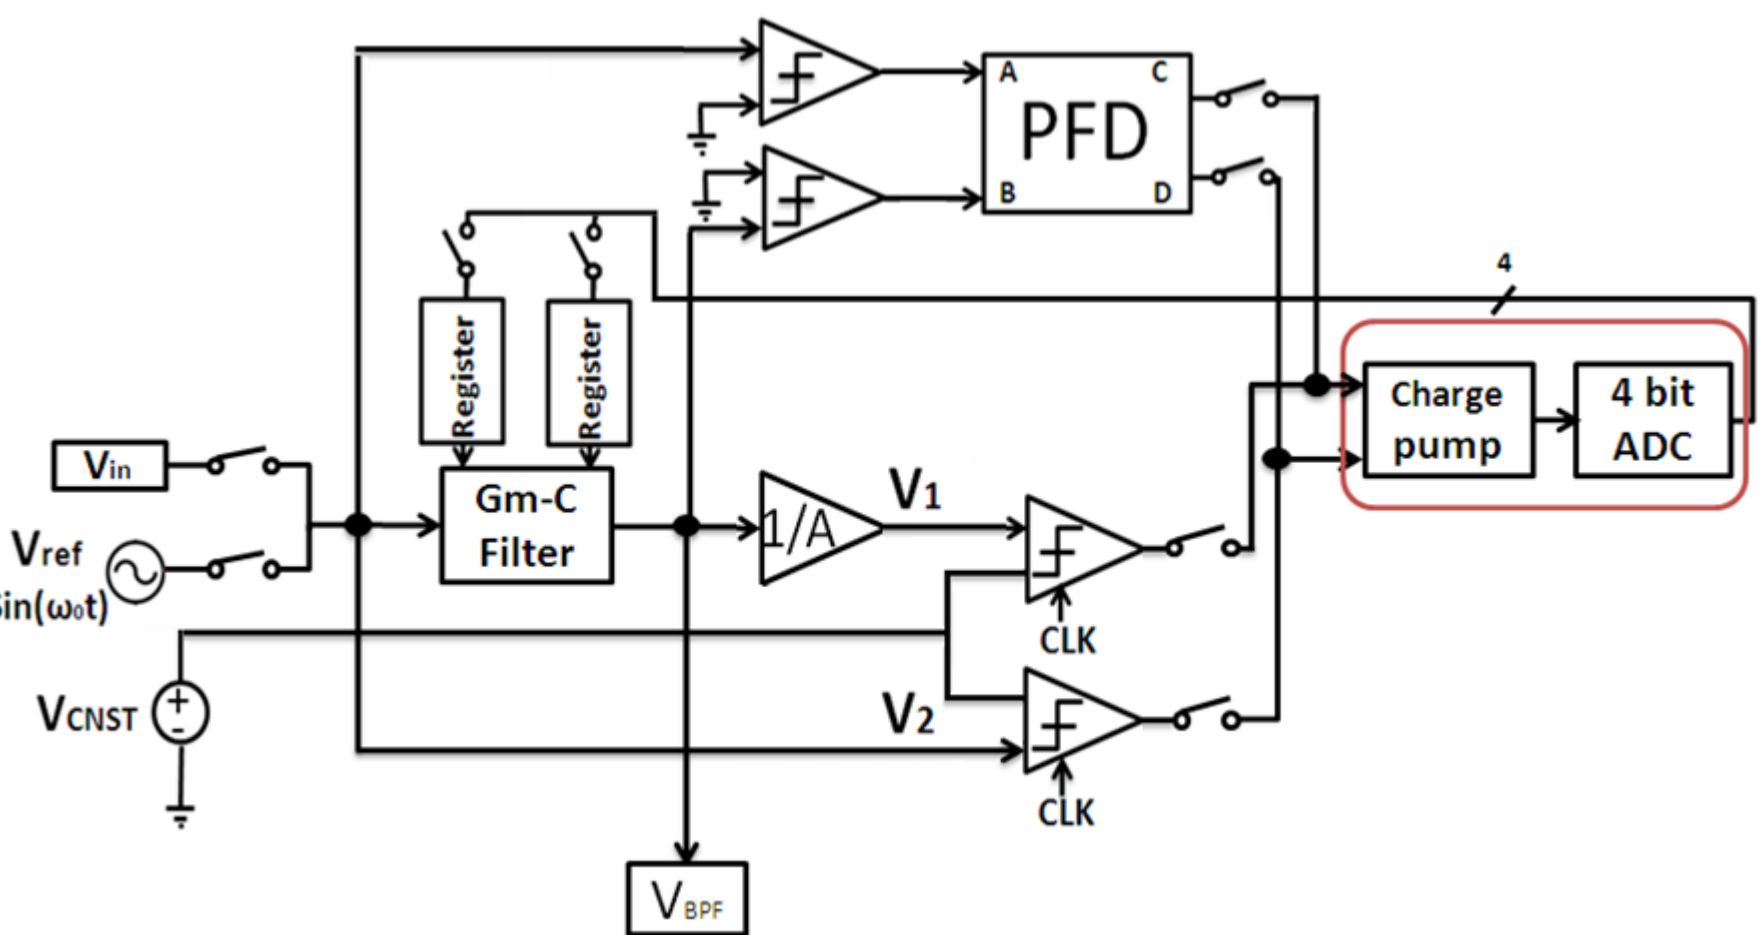 A
C
PFD
B
D
4
Register
Register
Charge
pump
4 bit
ADC
Vin
Gm-C
Filter
1/A
V1
Vref
Sin(ω₀t)
CLK
VCNST
+
-
V2
CLK
VBPF